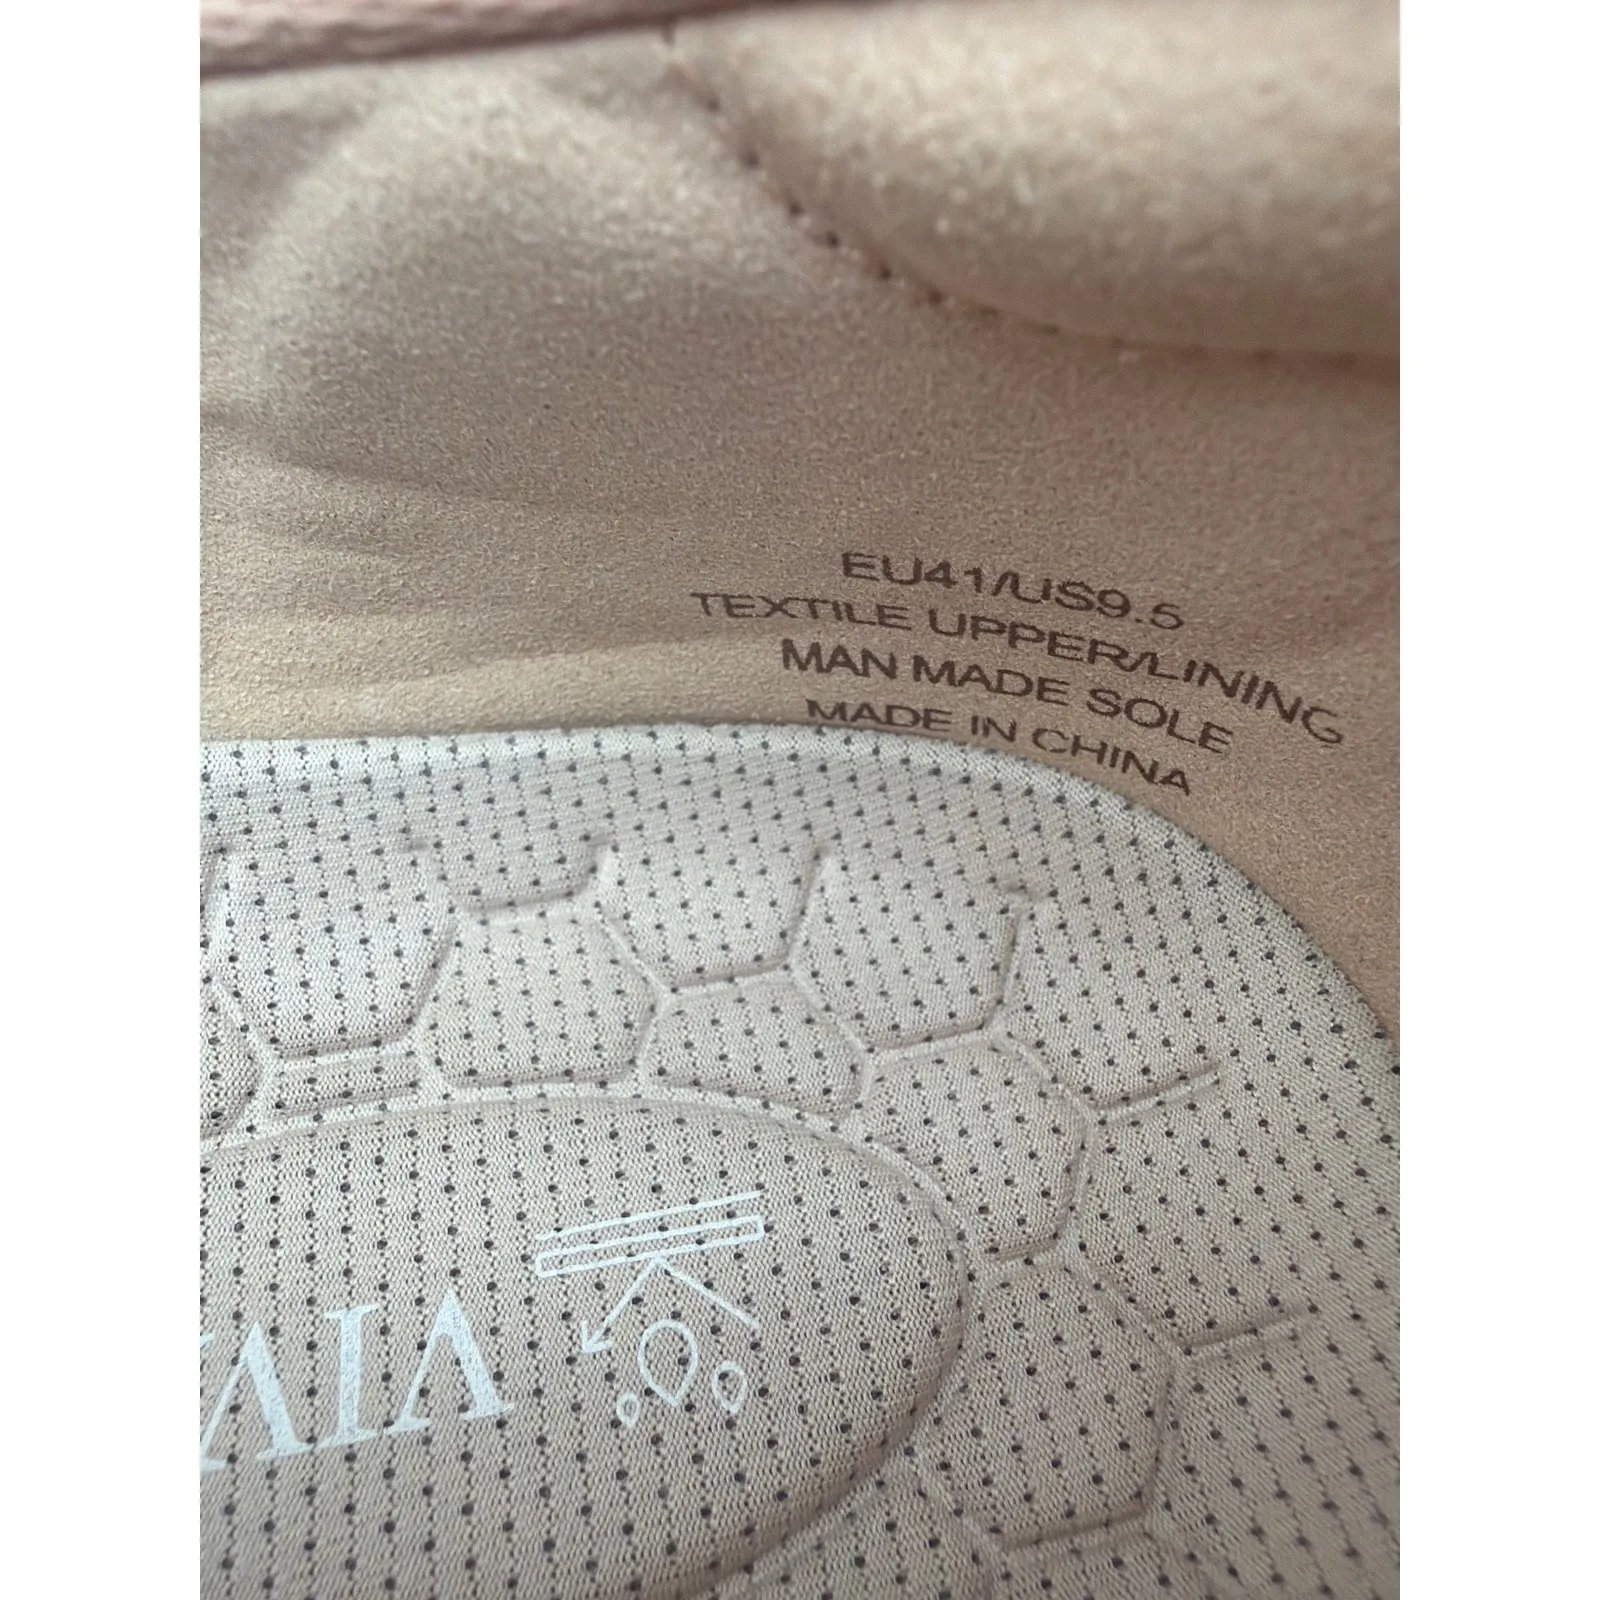 EU41/US9.5
TEXTILE UPPER/LINING
MAN MADE SOLE
MADE IN CHINA